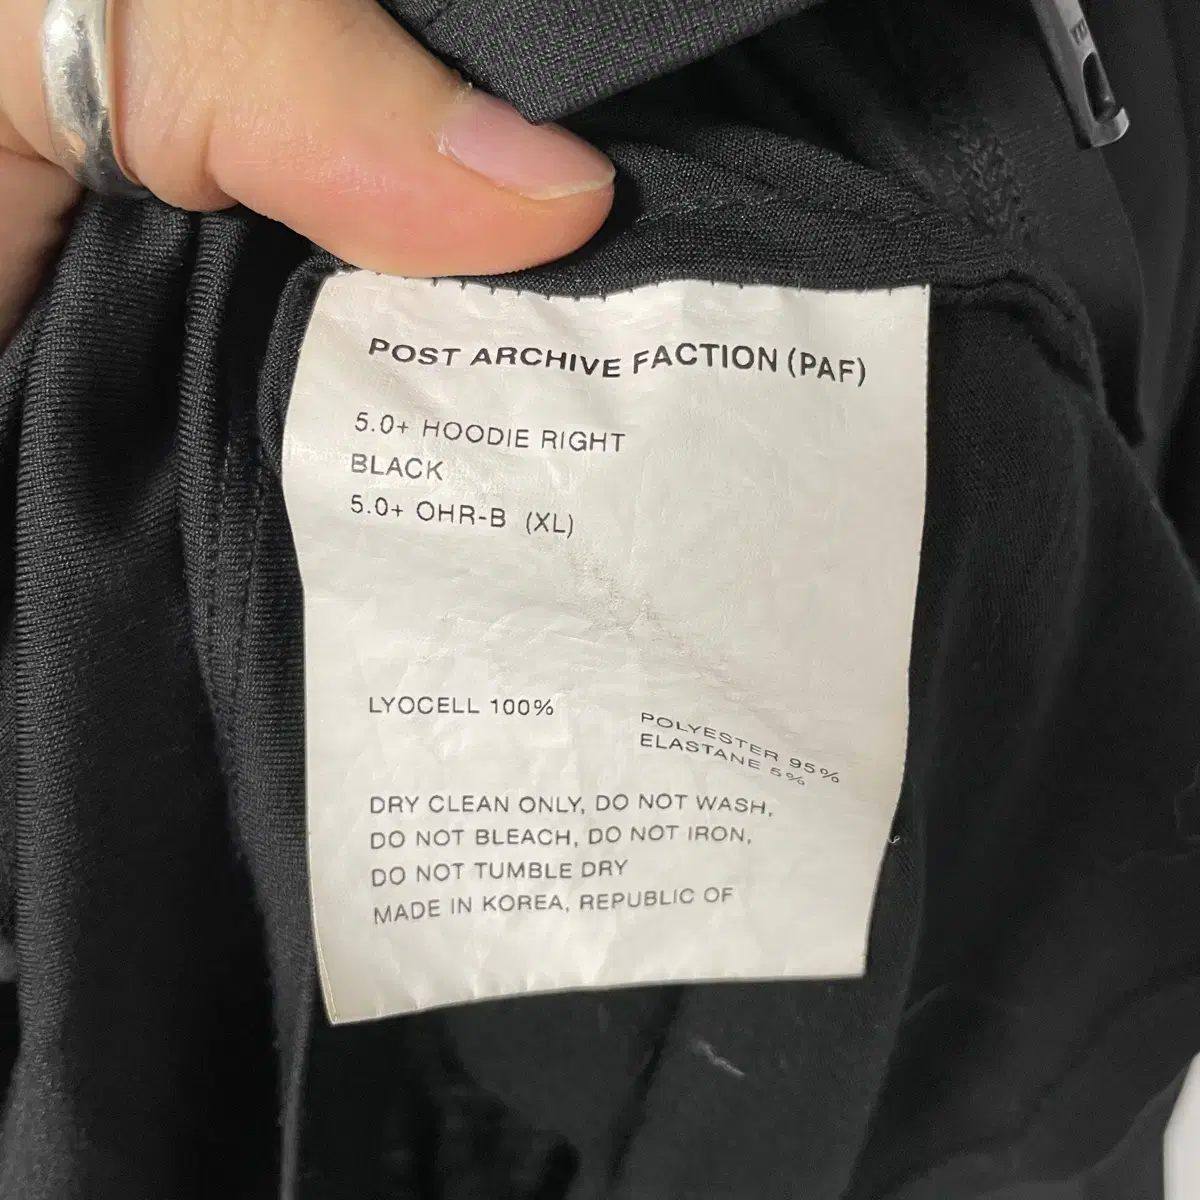 POST ARCHIVE FACTION (PAF)
5.0+ HOODIE RIGHT
BLACK
5.0+ OHR-B (XL)
LYOCELL 100%
POLYESTER 95%
ELASTANE 5%
DRY CLEAN ONLY, DO NOT WASH,
DO NOT BLEACH, DO NOT IRON,
DO NOT TUMBLE DRY
MADE IN KOREA, REPUBLIC OF